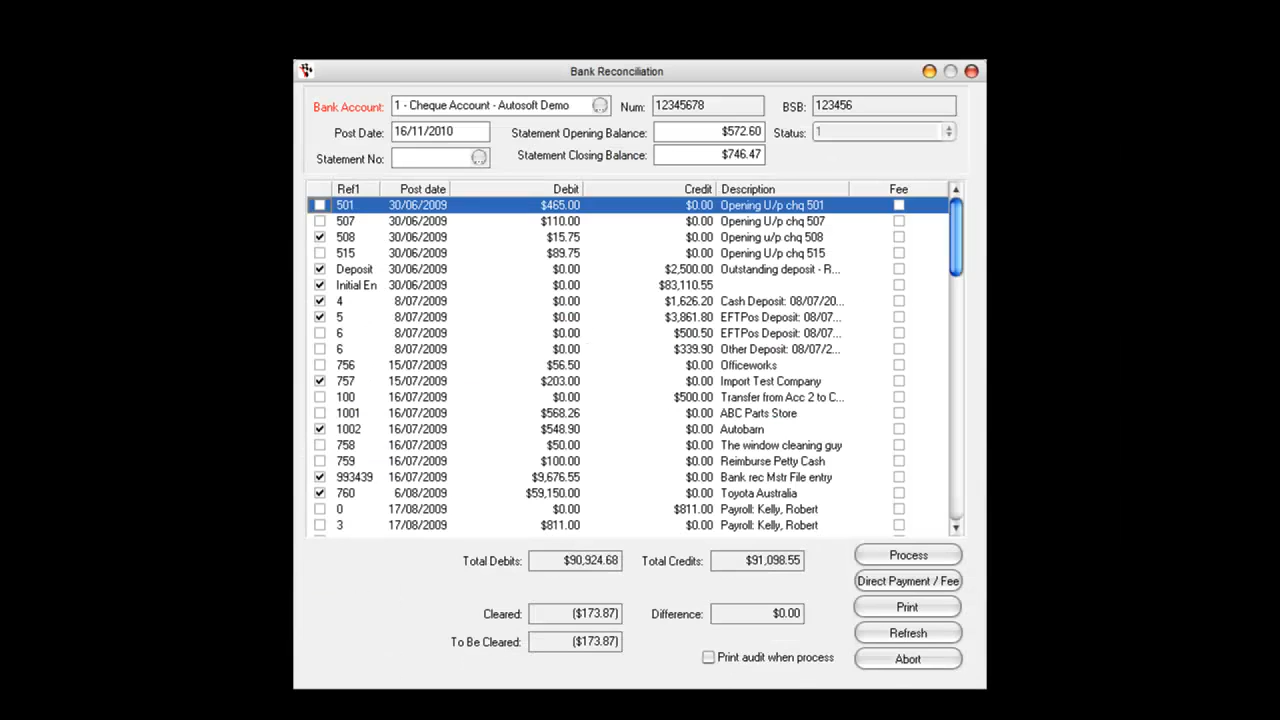 Bank Reconciliation
Bank Account: 1 - Cheque Account - Autosoft Demo Num: 12345678 BSB: 123456
Post Date: 16/11/2010 Statement Opening Balance: $572.60 Status: 1
Statement No: Statement Closing Balance: $746.47
Ref1 Post date Debit Credit Description Fee
501 30/06/2009 $465.00 $0.00 Opening U/p chq 501
507 30/06/2009 $110.00 $0.00 Opening U/p chq 507
508 30/06/2009 $15.75 $0.00 Opening u/p chq 508
515 30/06/2009 $89.75 $0.00 Opening U/p chq 515
Deposit 30/06/2009 $0.00 $2,500.00 Outstanding deposit - R...
Initial En 30/06/2009 $0.00 $83,110.55
4 8/07/2009 $0.00 $1,626.20 Cash Deposit: 08/07/20...
5 8/07/2009 $0.00 $3,861.80 EFTPos Deposit: 08/07...
6 8/07/2009 $0.00 $500.50 EFTPos Deposit: 08/07...
6 8/07/2009 $0.00 $339.90 Other Deposit: 08/07/2...
756 15/07/2009 $56.50 $0.00 Officeworks
757 15/07/2009 $203.00 $0.00 Import Test Company
100 16/07/2009 $0.00 $500.00 Transfer from Acc 2 to C...
1001 16/07/2009 $568.26 $0.00 ABC Parts Store
1002 16/07/2009 $548.90 $0.00 Autobarn
758 16/07/2009 $50.00 $0.00 The window cleaning guy
759 16/07/2009 $100.00 $0.00 Reimburse Petty Cash
993439 16/07/2009 $9,676.55 $0.00 Bank rec Mstr File entry
760 6/08/2009 $59,150.00 $0.00 Toyota Australia
0 17/08/2009 $0.00 $811.00 Payroll: Kelly, Robert
3 17/08/2009 $811.00 $0.00 Payroll: Kelly, Robert
Total Debits: $90,924.68 Total Credits: $91,098.55 Process
Direct Payment / Fee
Cleared: ($173.87) Difference: $0.00 Print
To Be Cleared: ($173.87) Refresh
Print audit when process Abort